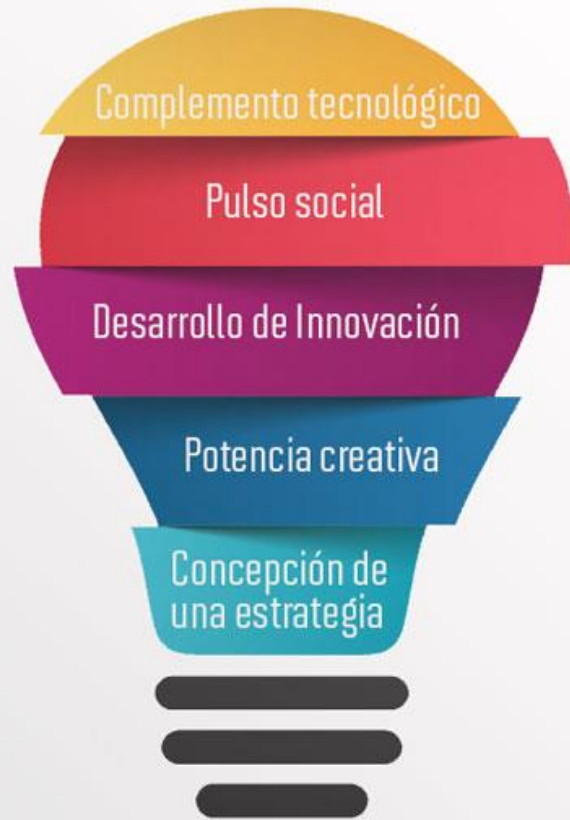 Complemento tecnológico
Pulso social
Desarrollo de Innovación
Potencia creativa
Concepción de
una estrategia